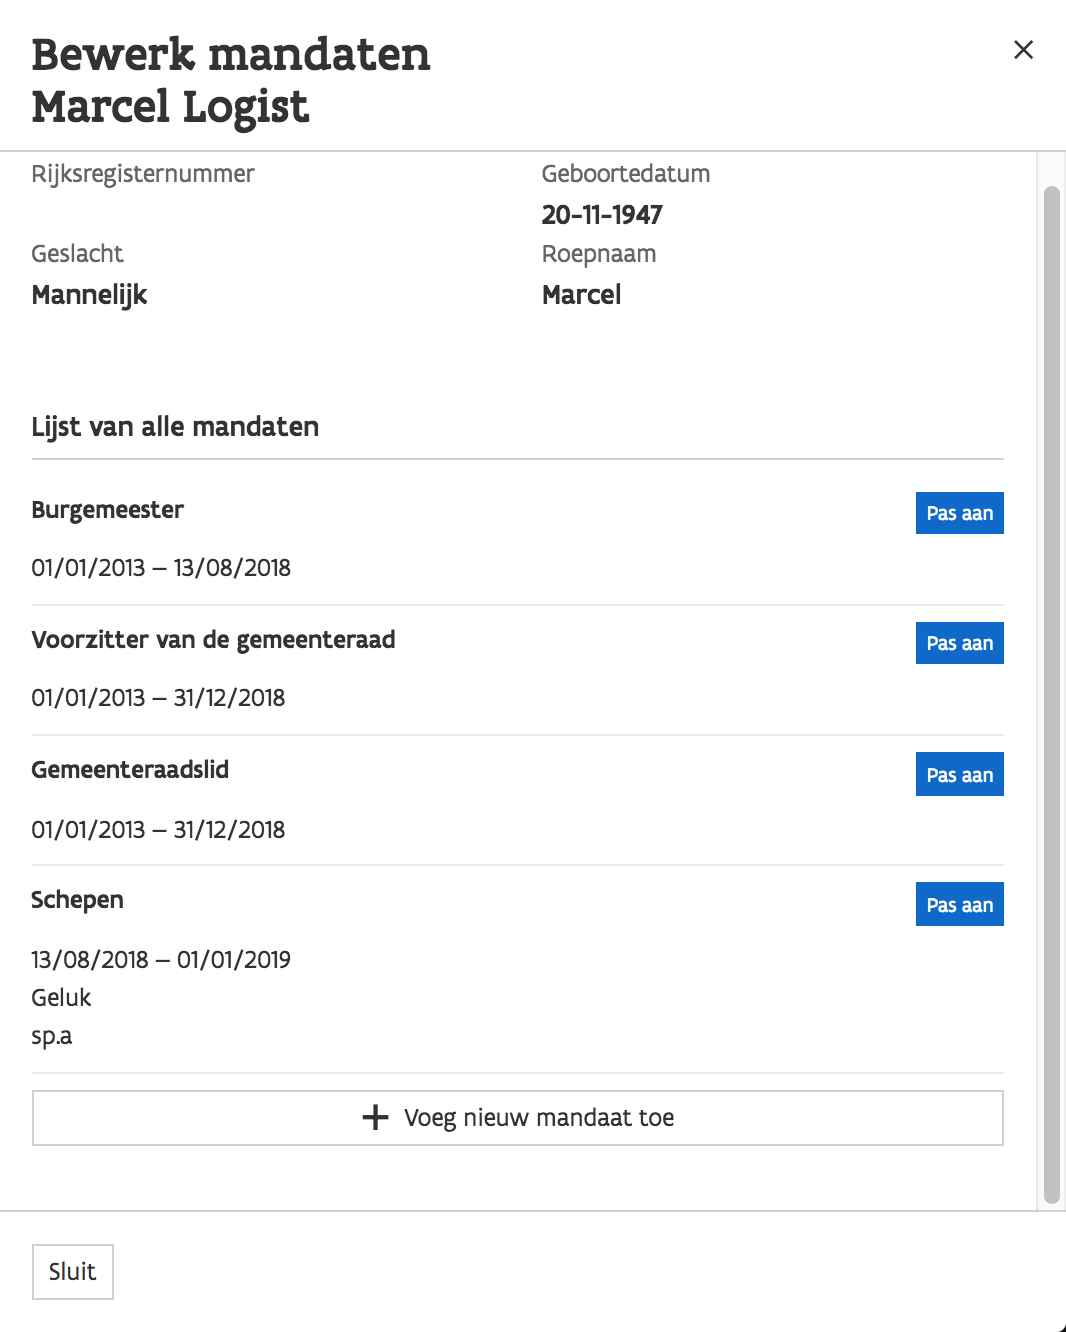 Bewerk mandaten
Marcel Logist
Rijksregisternummer
Geboortedatum
20-11-1947
Geslacht
Mannelijk
Roepnaam
Marcel
Lijst van alle mandaten
Burgemeester
Pas aan
01/01/2013 – 13/08/2018
Voorzitter van de gemeenteraad
Pas aan
01/01/2013 – 31/12/2018
Gemeenteraadslid
Pas aan
01/01/2013 – 31/12/2018
Schepen
Pas aan
13/08/2018 – 01/01/2019
Geluk
sp.a
Voeg nieuw mandaat toe
Sluit